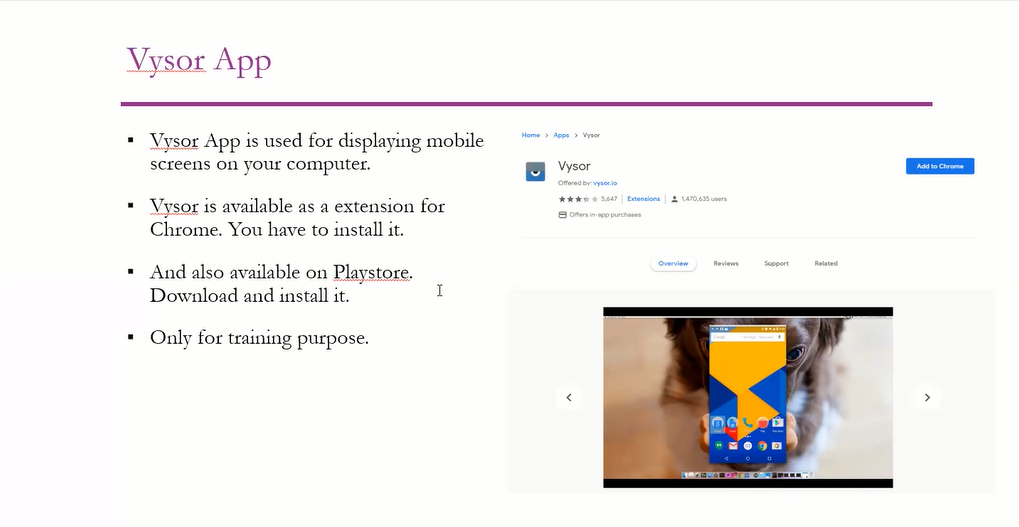 Vysor App
▪ Vysor App is used for displaying mobile
screens on your computer.
▪ Vysor is available as a extension for
Chrome. You have to install it.
▪ And also available on Playstore.
Download and install it.
▪ Only for training purpose.
Home > Apps > Vysor
Vysor
Add to Chrome
Offered by: vysor.io
5,647 | Extensions | 1,470,635 users
Offers in-app purchases
Overview Reviews Support Related